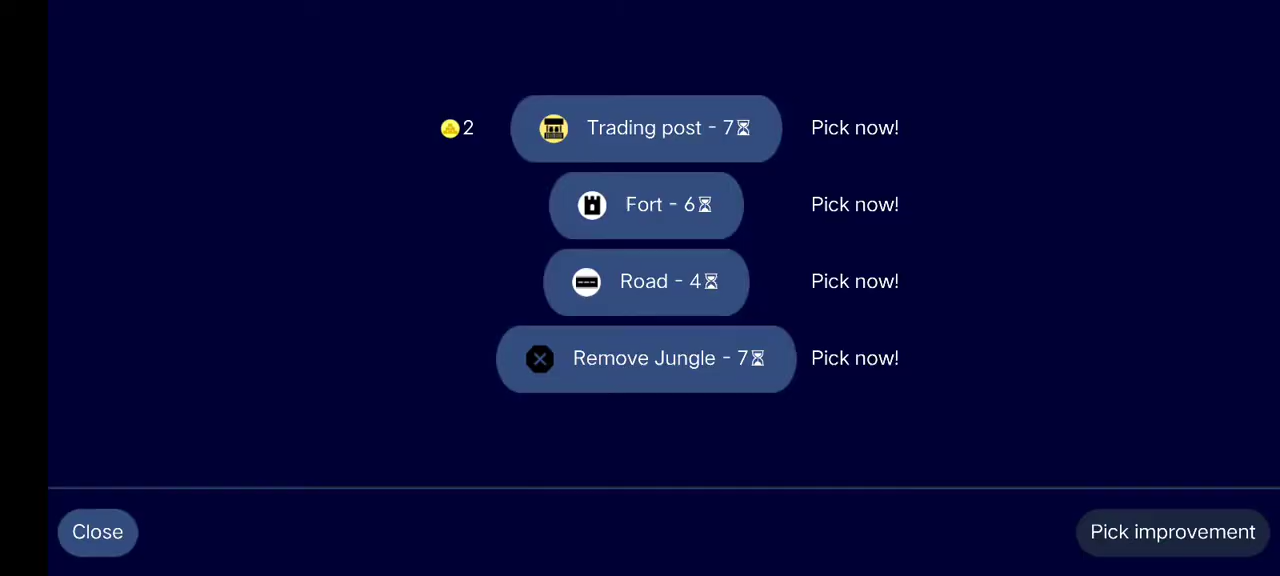 2 Trading post - 7⏳ Pick now!
Fort - 6⏳ Pick now!
Road - 4⏳ Pick now!
Remove Jungle - 7⏳ Pick now!
Close Pick improvement